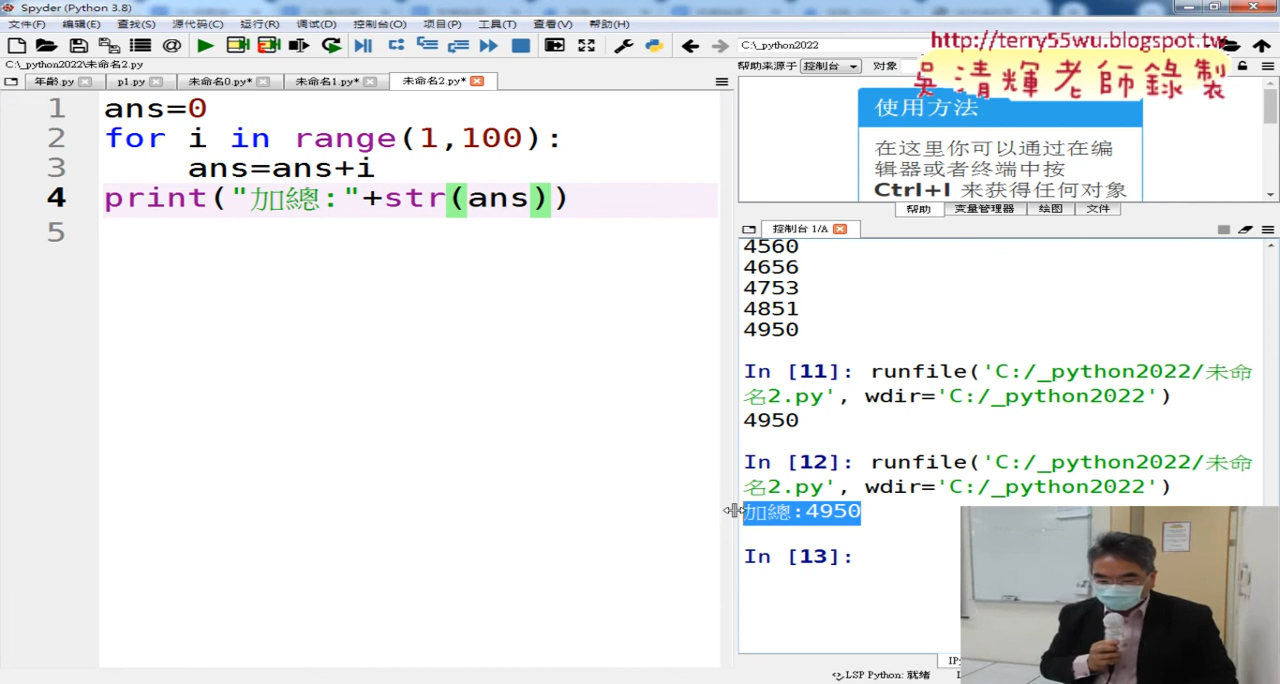 Spyder (Python 3.8)
文件(F) 编辑(E) 查找(S) 源代码(C) 运行(R) 调试(D) 控制台(O) 项目(P) 工具(T) 查看(V) 帮助(H)
C:\_python2022
http://terry55wu.blogspot.tw
吳清輝老師錄製
C:\_python2022\未命名2.py
年齡.py p1.py 未命名0.py* 未命名1.py* 未命名2.py*
1 ans=0
2 for i in range(1,100):
3 ans=ans+i
4 print("加總:"+str(ans))
5
帮助来源于 控制台 对象
使用方法
在这里你可以通过在编
辑器或者终端中按
Ctrl+I 来获得任何对象
帮助 变量管理器 绘图 文件
控制台 1/A
4560
4656
4753
4851
4950
In [11]: runfile('C:/_python2022/未命
名2.py', wdir='C:/_python2022')
4950
In [12]: runfile('C:/_python2022/未命
名2.py', wdir='C:/_python2022')
加總:4950
In [13]:
LSP Python: 就绪